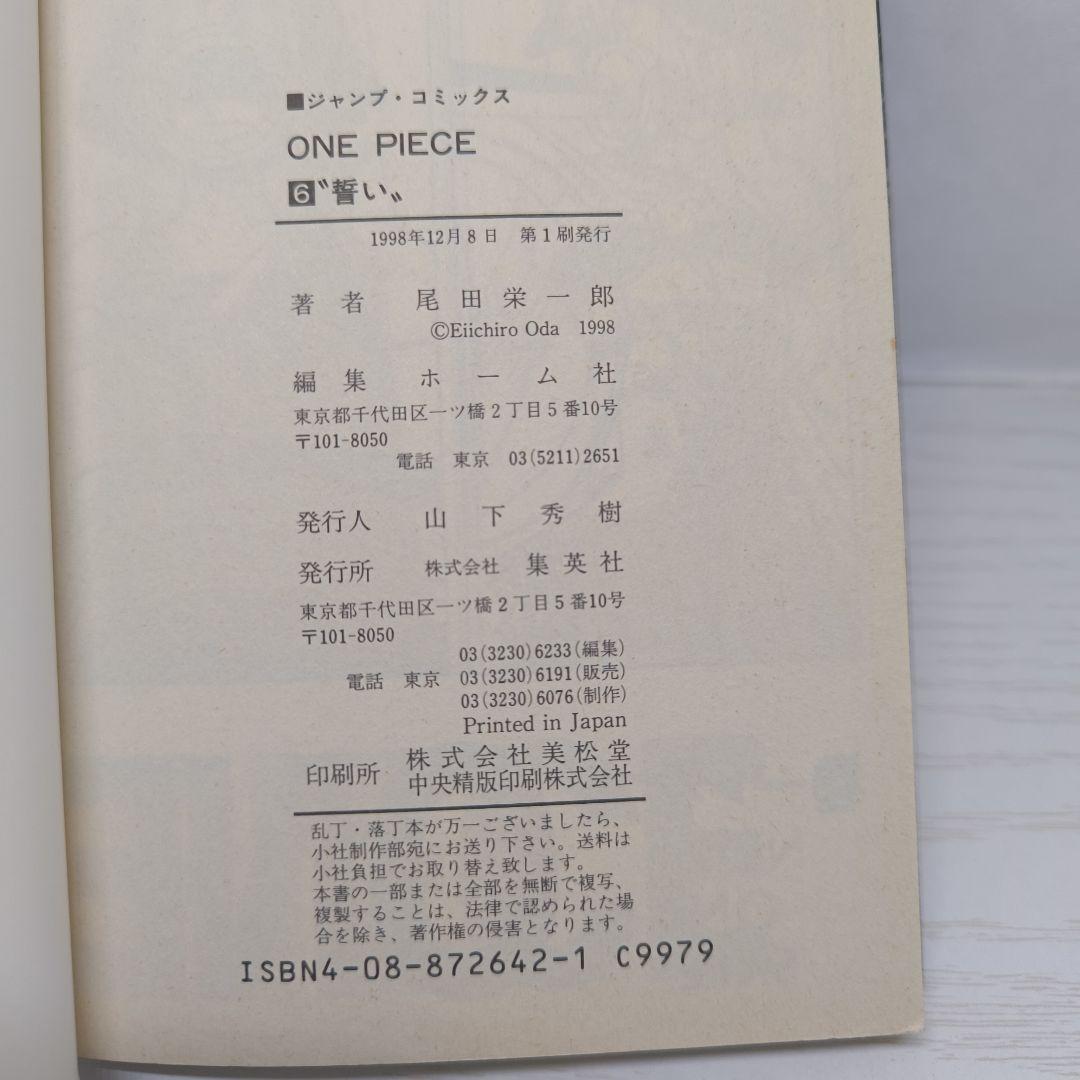 ■ジャンプ・コミックス
ONE PIECE
6〝誓い〟
1998年12月8日 第1刷発行
著者 尾田栄一郎
©Eiichiro Oda 1998
編集 ホーム社
東京都千代田区一ツ橋2丁目5番10号
〒101-8050
電話 東京 03(5211)2651
発行人 山下秀樹
発行所 株式会社 集英社
東京都千代田区一ツ橋2丁目5番10号
〒101-8050
03(3230)6233(編集)
電話 東京 03(3230)6191(販売)
03(3230)6076(制作)
Printed in Japan
印刷所 株式会社美松堂
中央精版印刷株式会社
乱丁・落丁本が万一ございましたら、
小社制作部宛にお送り下さい。送料は
小社負担でお取り替え致します。
本書の一部または全部を無断で複写、
複製することは、法律で認められた場
合を除き、著作権の侵害となります。
ISBN4-08-872642-1 C9979